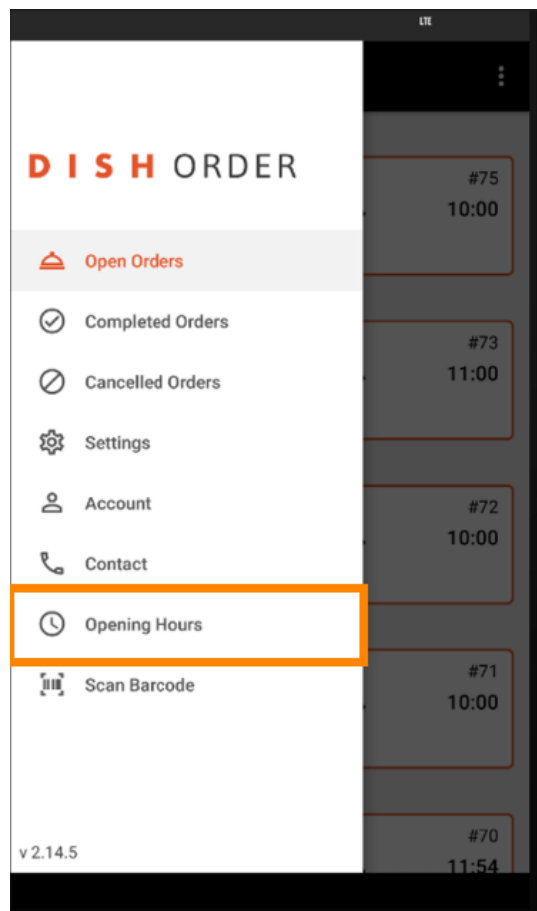 LTE
DISH ORDER
Open Orders
Completed Orders
Cancelled Orders
Settings
Account
Contact
Opening Hours
Scan Barcode
v 2.14.5
#75
10:00
#73
11:00
#72
10:00
#71
10:00
#70
11:54